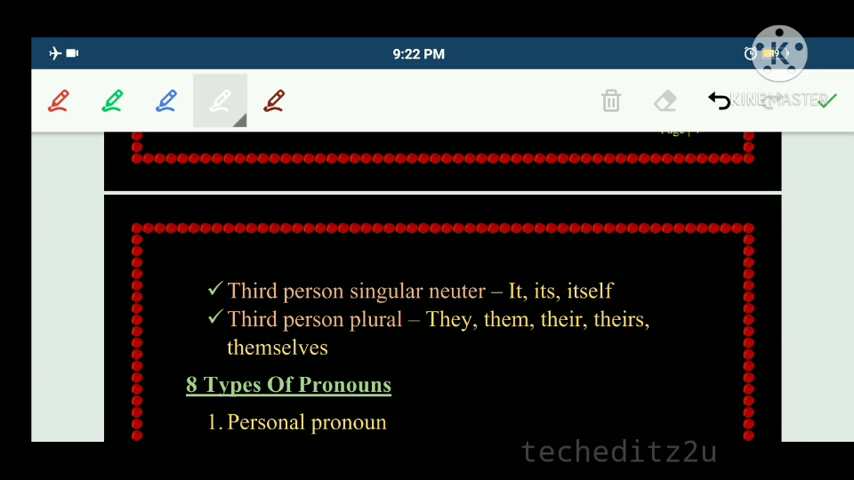 9:22 PM
19
K
KINEMASTER
✓ Third person singular neuter – It, its, itself
✓ Third person plural – They, them, their, theirs,
themselves
8 Types Of Pronouns
1. Personal pronoun
techeditz2u